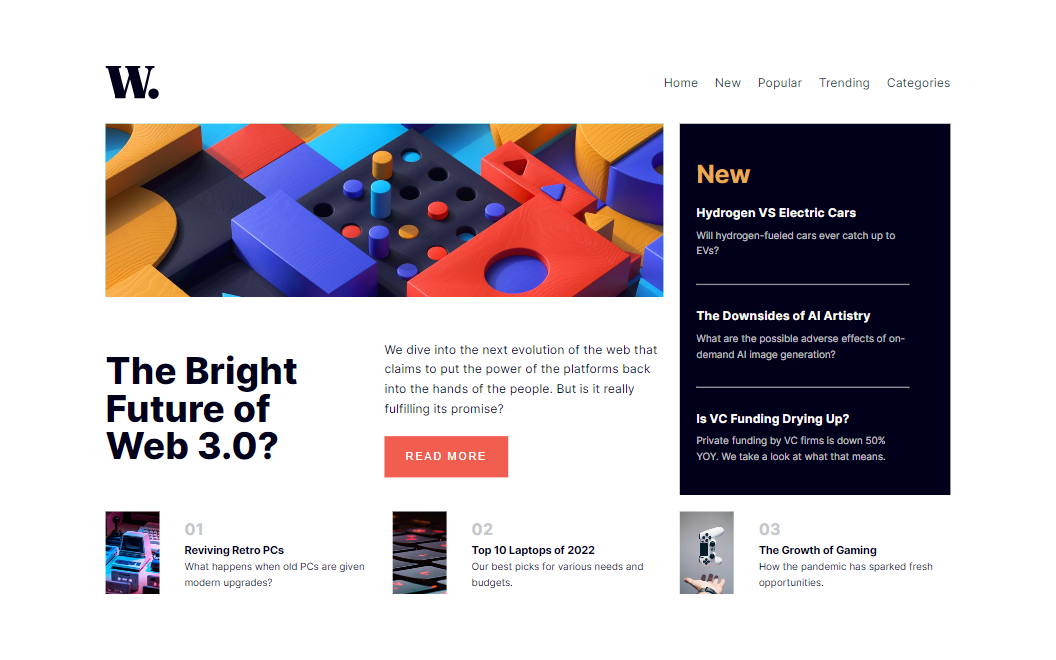 W.
Home New Popular Trending Categories
The Bright
Future of
Web 3.0?
We dive into the next evolution of the web that
claims to put the power of the platforms back
into the hands of the people. But is it really
fulfilling its promise?
READ MORE
New
Hydrogen VS Electric Cars
Will hydrogen-fueled cars ever catch up to
EVs?
The Downsides of AI Artistry
What are the possible adverse effects of on-
demand AI image generation?
Is VC Funding Drying Up?
Private funding by VC firms is down 50%
YOY. We take a look at what that means.
01
Reviving Retro PCs
What happens when old PCs are given
modern upgrades?
02
Top 10 Laptops of 2022
Our best picks for various needs and
budgets.
03
The Growth of Gaming
How the pandemic has sparked fresh
opportunities.